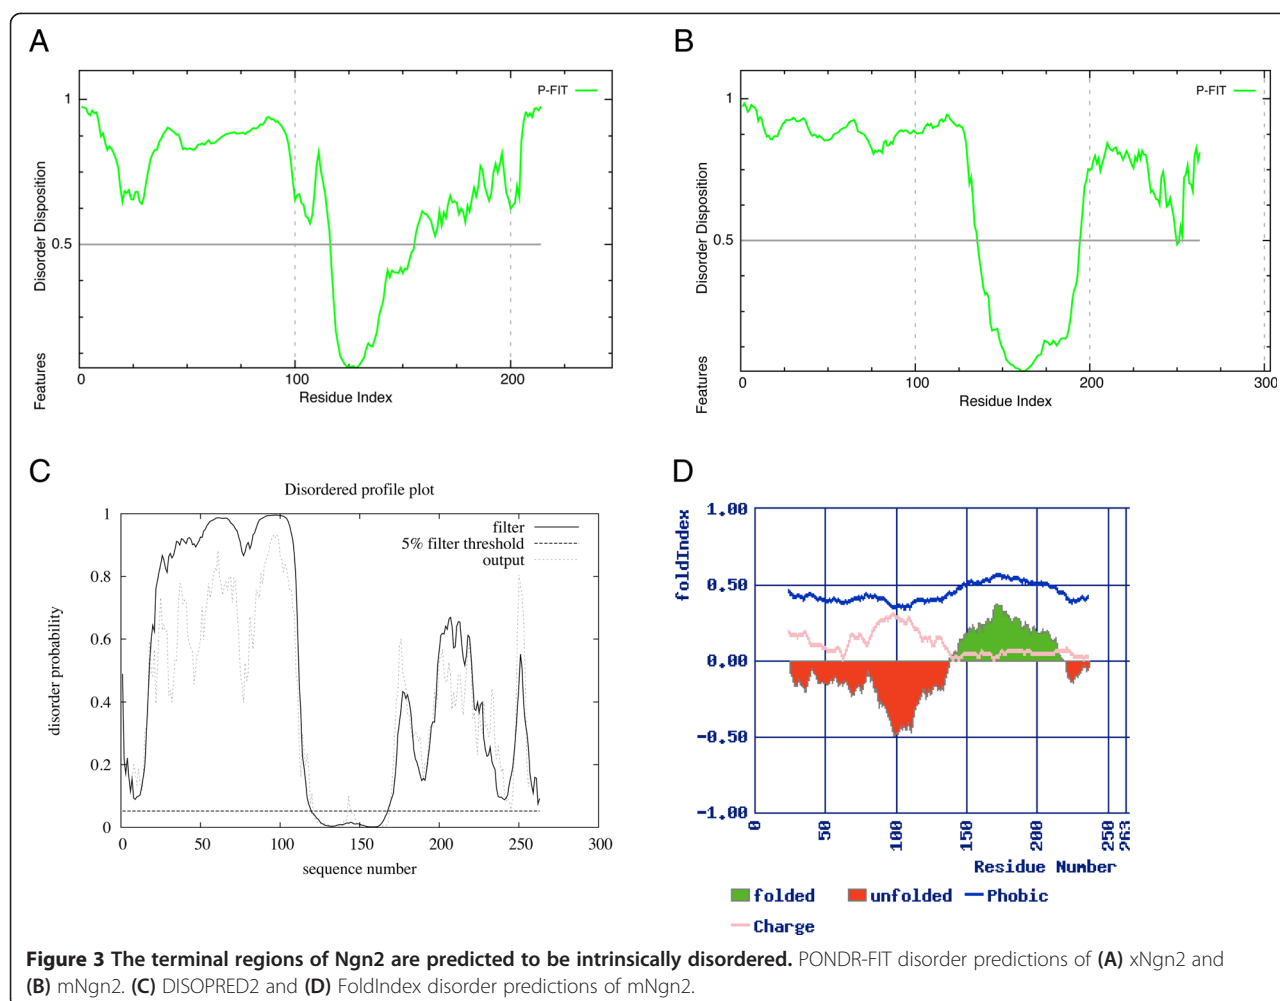 A
P-FIT
1
0.5
Disorder Disposition
Features
0 100 200
Residue Index
B
P-FIT
1
0.5
Disorder Disposition
Features
0 100 200 300
Residue Index
C
Disordered profile plot
filter
5% filter threshold
output
1
0.8
0.6
0.4
0.2
0
disorder probability
0 50 100 150 200 250 300
sequence number
D
foldIndex
1.00
0.50
0.00
-0.50
-1.00
0 50 100 150 200 250 263
Residue Number
folded unfolded Phobic
Charge
Figure 3 The terminal regions of Ngn2 are predicted to be intrinsically disordered. PONDR-FIT disorder predictions of (A) xNgn2 and
(B) mNgn2. (C) DISOPRED2 and (D) FoldIndex disorder predictions of mNgn2.